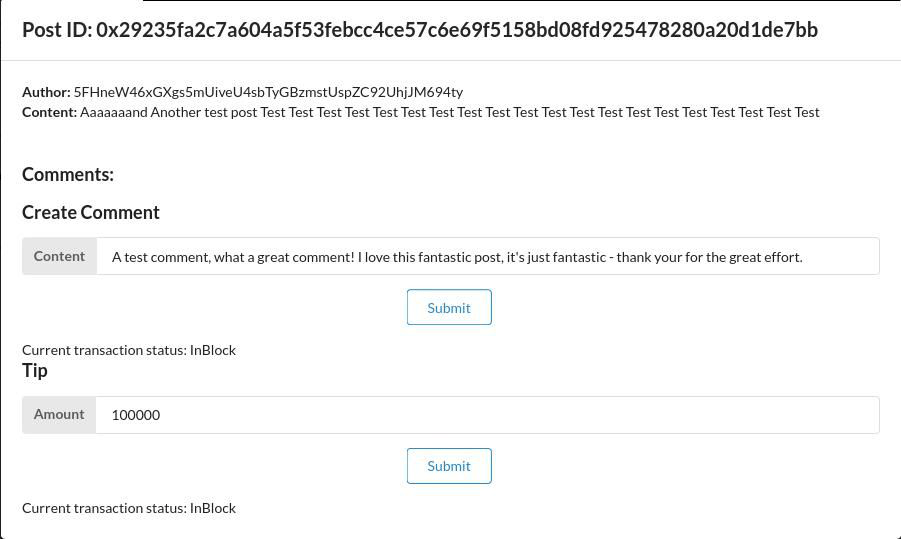 Post ID: 0x29235fa2c7a604a5f53febcc4ce57c6e69f5158bd08fd925478280a20d1de7bb
Author: 5FHneW46xGXgs5mUiveU4sbTyGBzmstUspZC92UhjJM694ty
Content: Aaaaaaand Another test post Test Test Test Test Test Test Test Test Test Test Test Test Test Test Test Test Test Test Test Test
Comments:
Create Comment
Content A test comment, what a great comment! I love this fantastic post, it's just fantastic - thank your for the great effort.
Submit
Current transaction status: InBlock
Tip
Amount 100000
Submit
Current transaction status: InBlock